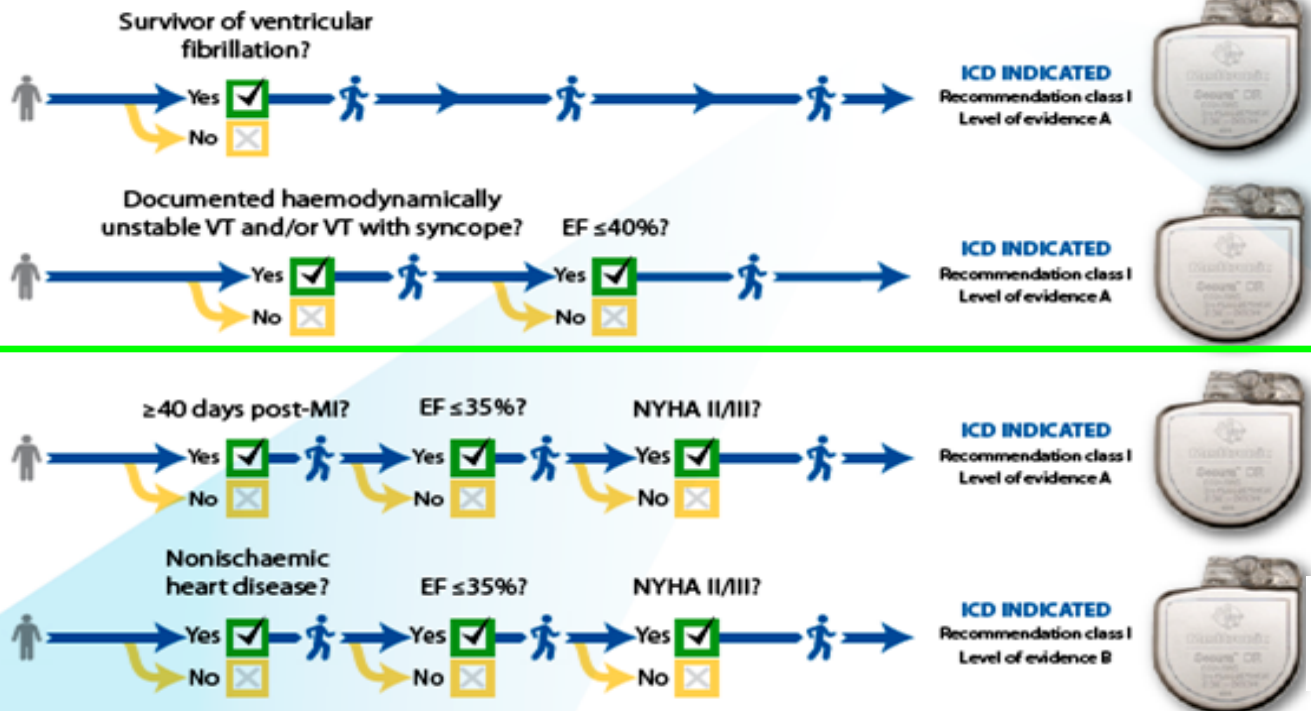 Survivor of ventricular
fibrillation?
Yes
No
ICD INDICATED
Recommendation class I
Level of evidence A
Documented haemodynamically
unstable VT and/or VT with syncope?
EF ≤40%?
Yes
No
Yes
No
ICD INDICATED
Recommendation class I
Level of evidence A
≥40 days post-MI?
EF ≤35%?
NYHA II/III?
Yes
No
Yes
No
Yes
No
ICD INDICATED
Recommendation class I
Level of evidence A
Nonischaemic
heart disease?
EF ≤35%?
NYHA II/III?
Yes
No
Yes
No
Yes
No
ICD INDICATED
Recommendation class I
Level of evidence B